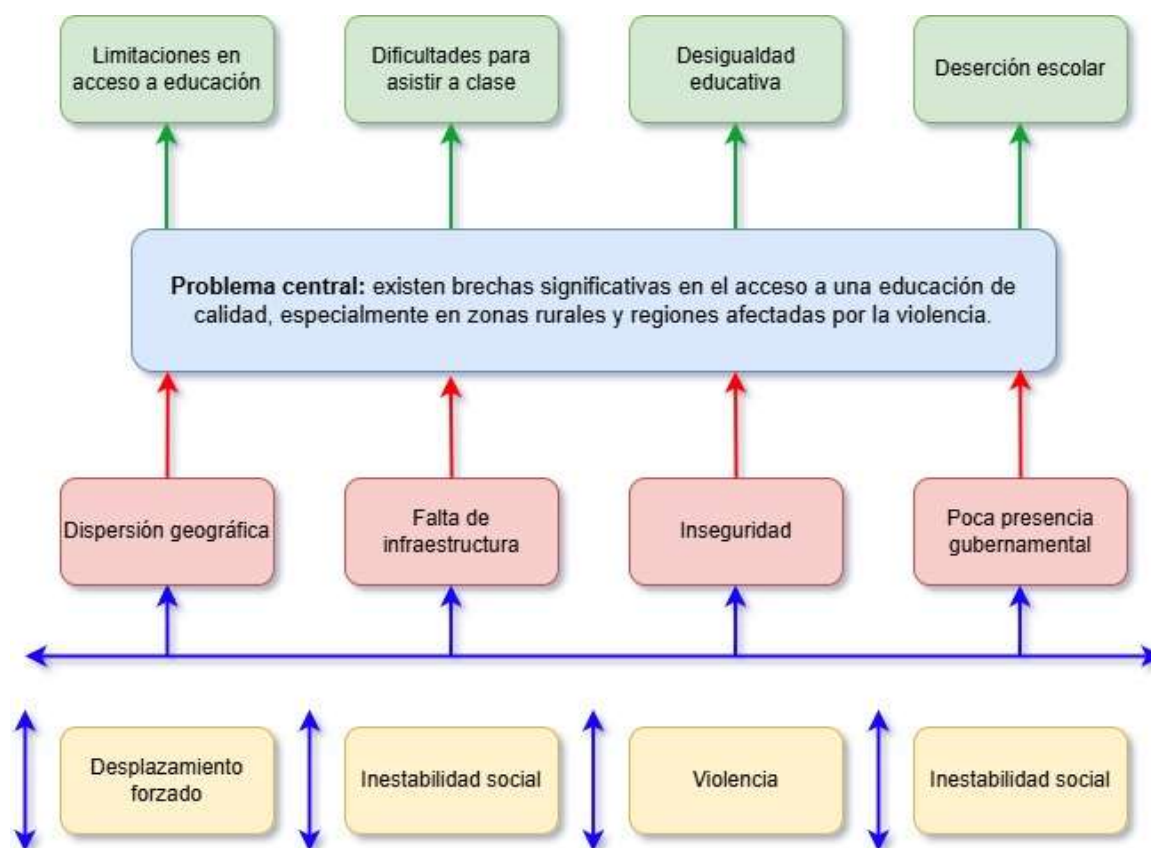 Limitaciones en
acceso a educación
Dificultades para
asistir a clase
Desigualdad
educativa
Deserción escolar
Problema central: existen brechas significativas en el acceso a una educación de
calidad, especialmente en zonas rurales y regiones afectadas por la violencia.
Dispersión geográfica
Falta de
infraestructura
Inseguridad
Poca presencia
gubernamental
Desplazamiento
forzado
Inestabilidad social
Violencia
Inestabilidad social